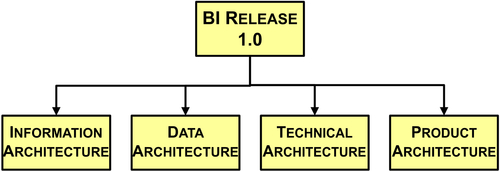 BI RELEASE
1.0
INFORMATION
ARCHITECTURE
DATA
ARCHITECTURE
TECHNICAL
ARCHITECTURE
PRODUCT
ARCHITECTURE